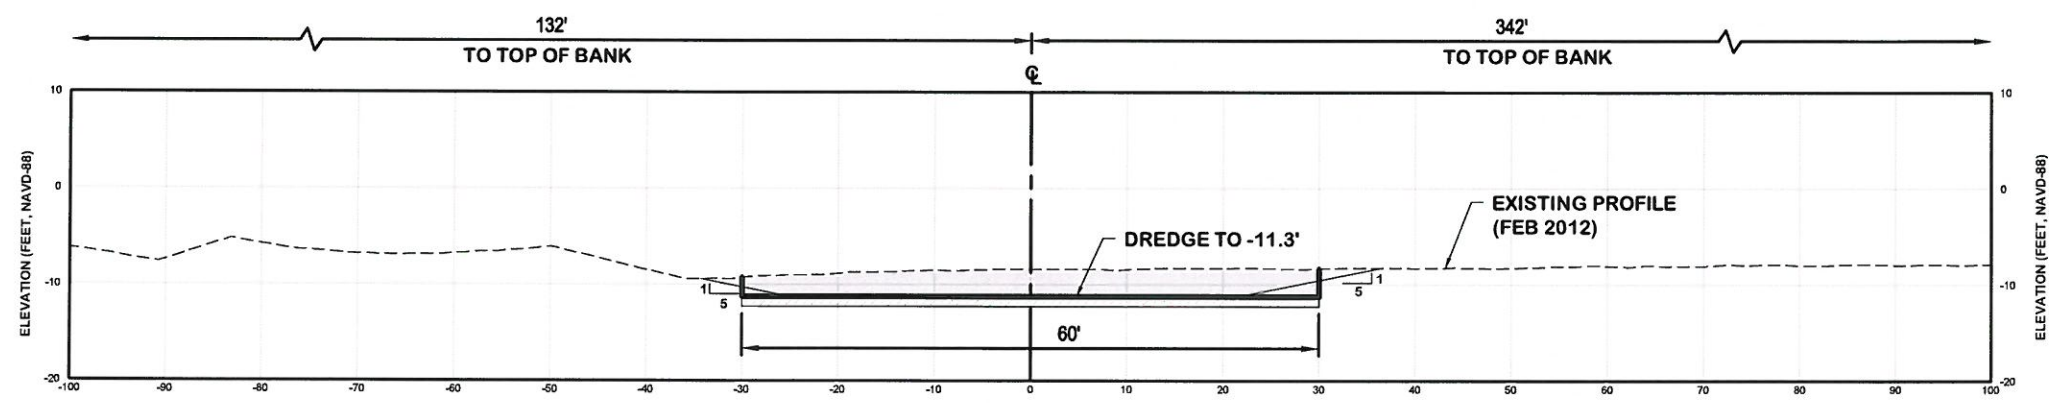 132'
TO TOP OF BANK
342'
TO TOP OF BANK
℄
10
0
-10
-20
ELEVATION (FEET, NAVD-88)
10
0
-10
-20
ELEVATION (FEET, NAVD-88)
EXISTING PROFILE
(FEB 2012)
DREDGE TO -11.3'
1
5
1
5
60'
-100 -90 -80 -70 -60 -50 -40 -30 -20 -10 0 10 20 30 40 50 60 70 80 90 100